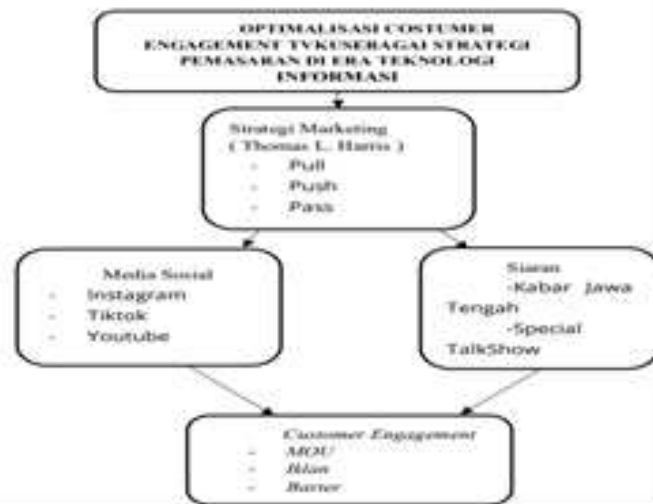 OPTIMALISASI COSTUMER
ENGAGEMENT TVKUSEBAGAI STRATEGI
PEMASARAN DI ERA TEKNOLOGI
INFORMASI
Strategi Marketing
( Thomas L. Harris )
- Pull
- Push
- Pass
Media Sosial
- Instagram
- Tiktok
- Youtube
Siaran
-Kabar Jawa
Tengah
-Special
TalkShow
Customer Engagement
- MOU
- Iklan
- Barter